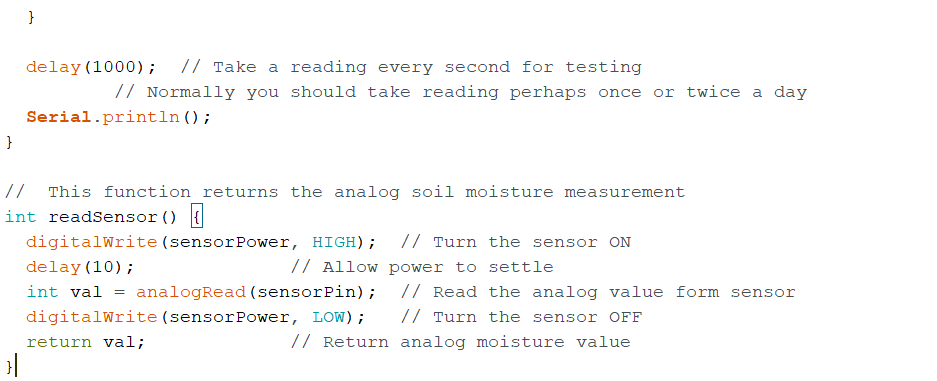 }
delay(1000);  // Take a reading every second for testing
// Normally you should take reading perhaps once or twice a day
Serial.println();
}
//  This function returns the analog soil moisture measurement
int readSensor() {
digitalWrite(sensorPower, HIGH);  // Turn the sensor ON
delay(10);              // Allow power to settle
int val = analogRead(sensorPin);  // Read the analog value form sensor
digitalWrite(sensorPower, LOW);   // Turn the sensor OFF
return val;             // Return analog moisture value
}